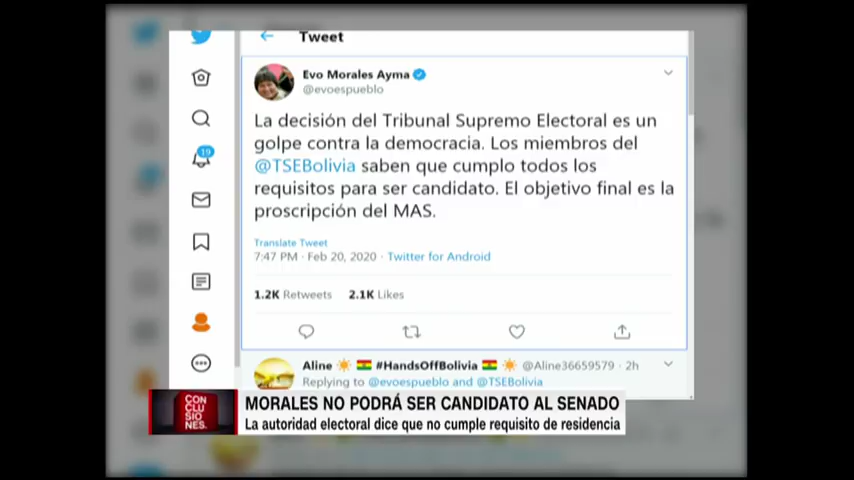 Tweet
Evo Morales Ayma
@evoespueblo
La decisión del Tribunal Supremo Electoral es un
golpe contra la democracia. Los miembros del
@TSEBolivia saben que cumplo todos los
requisitos para ser candidato. El objetivo final es la
proscripción del MAS.
Translate Tweet
7:47 PM · Feb 20, 2020 · Twitter for Android
1.2K Retweets 2.1K Likes
19
Aline #HandsOffBolivia @Aline36659579 · 2h
Replying to @evoespueblo and @TSEBolivia
CON
CLU
SIO
NES.
MORALES NO PODRÁ SER CANDIDATO AL SENADO
La autoridad electoral dice que no cumple requisito de residencia